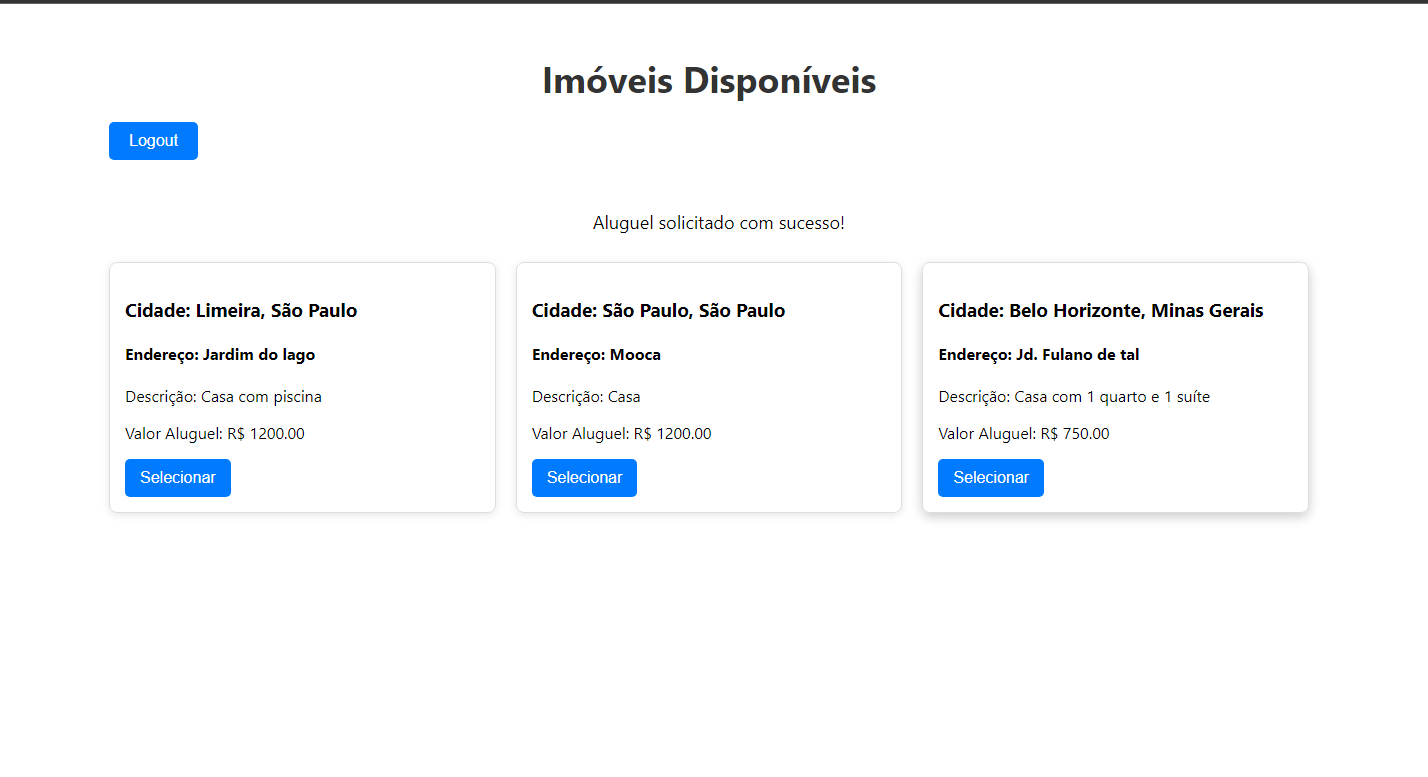 Imóveis Disponíveis
Logout
Aluguel solicitado com sucesso!
Cidade: Limeira, São Paulo
Endereço: Jardim do lago
Descrição: Casa com piscina
Valor Aluguel: R$ 1200.00
Selecionar
Cidade: São Paulo, São Paulo
Endereço: Mooca
Descrição: Casa
Valor Aluguel: R$ 1200.00
Selecionar
Cidade: Belo Horizonte, Minas Gerais
Endereço: Jd. Fulano de tal
Descrição: Casa com 1 quarto e 1 suíte
Valor Aluguel: R$ 750.00
Selecionar